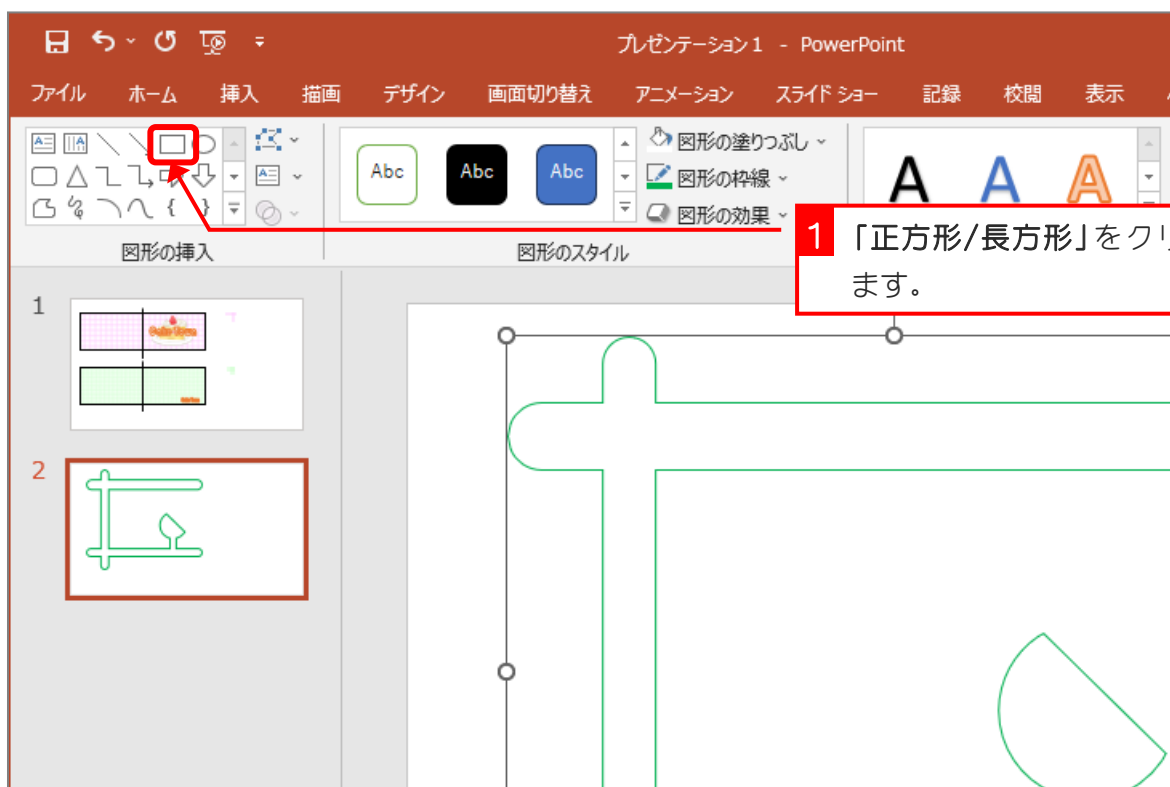 プレゼンテーション1 - PowerPoint
ファイル ホーム 挿入 描画 デザイン 画面切り替え アニメーション スライド ショー 記録 校閲 表示
Abc Abc Abc
図形の塗りつぶし
図形の枠線
図形の効果
A A A
図形の挿入 図形のスタイル
1 「正方形/長方形」をクリ
ます。
1
2